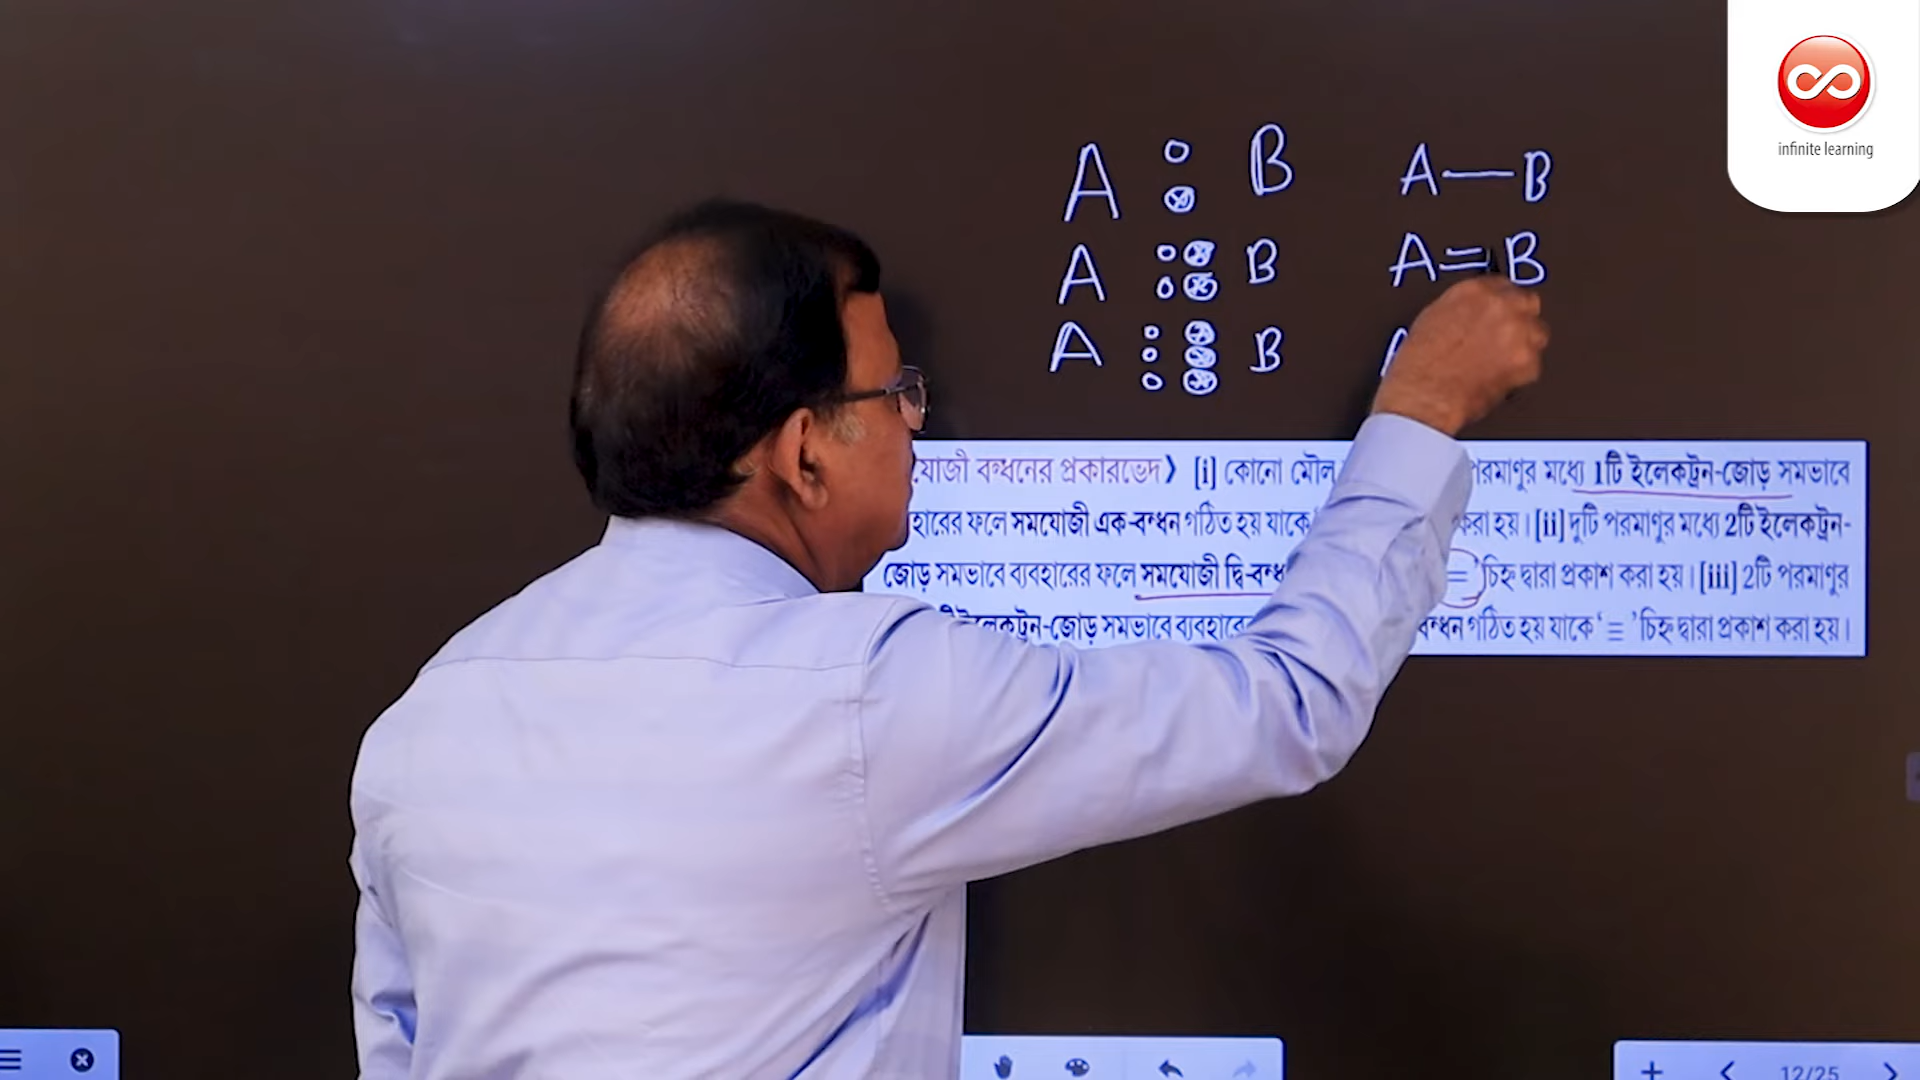 infinite learning
A B A — B
A B A = B
A B
যোজী বন্ধনের প্রকারভেদ》 [i] কোনো মৌল পরমাণুর মধ্যে 1টি ইলেকট্রন-জোড় সমভাবে
হারের ফলে সমযোজী এক-বন্ধন গঠিত হয় যাকে করা হয়। [ii] দুটি পরমাণুর মধ্যে 2টি ইলেকট্রন-
জোড় সমভাবে ব্যবহারের ফলে সমযোজী দ্বি-বন্ধ = ' চিহ্ন দ্বারা প্রকাশ করা হয়। [iii] 2টি পরমাণুর
ইলেকট্রন-জোড় সমভাবে ব্যবহারে বন্ধন গঠিত হয় যাকে ' ≡ ' চিহ্ন দ্বারা প্রকাশ করা হয়।
12/25